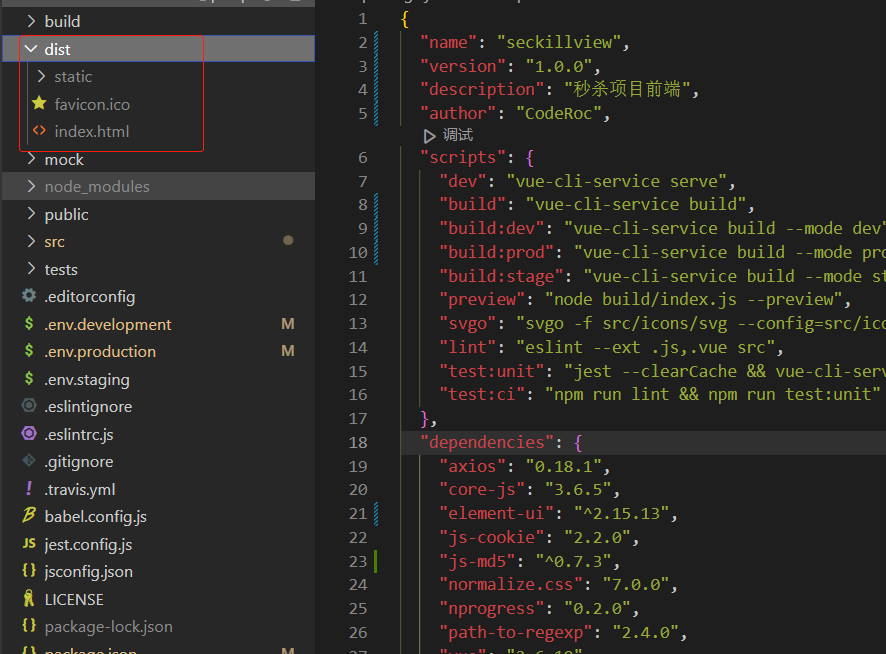 build
dist
static
favicon.ico
index.html
mock
node_modules
public
src
tests
.editorconfig
.env.development M
.env.production M
.env.staging
.eslintignore
.eslintrc.js
.gitignore
.travis.yml
babel.config.js
JS jest.config.js
jsconfig.json
LICENSE
package-lock.json
package.json M
1 {
2 "name": "seckillview",
3 "version": "1.0.0",
4 "description": "秒杀项目前端",
5 "author": "CodeRoc",
调试
6 "scripts": {
7 "dev": "vue-cli-service serve",
8 "build": "vue-cli-service build",
9 "build:dev": "vue-cli-service build --mode dev"
10 "build:prod": "vue-cli-service build --mode pro
11 "build:stage": "vue-cli-service build --mode st
12 "preview": "node build/index.js --preview",
13 "svgo": "svgo -f src/icons/svg --config=src/ico
14 "lint": "eslint --ext .js,.vue src",
15 "test:unit": "jest --clearCache && vue-cli-serv
16 "test:ci": "npm run lint && npm run test:unit"
17 },
18 "dependencies": {
19 "axios": "0.18.1",
20 "core-js": "3.6.5",
21 "element-ui": "^2.15.13",
22 "js-cookie": "2.2.0",
23 "js-md5": "^0.7.3",
24 "normalize.css": "7.0.0",
25 "nprogress": "0.2.0",
26 "path-to-regexp": "2.4.0",
27 "vue": "2.6.10"